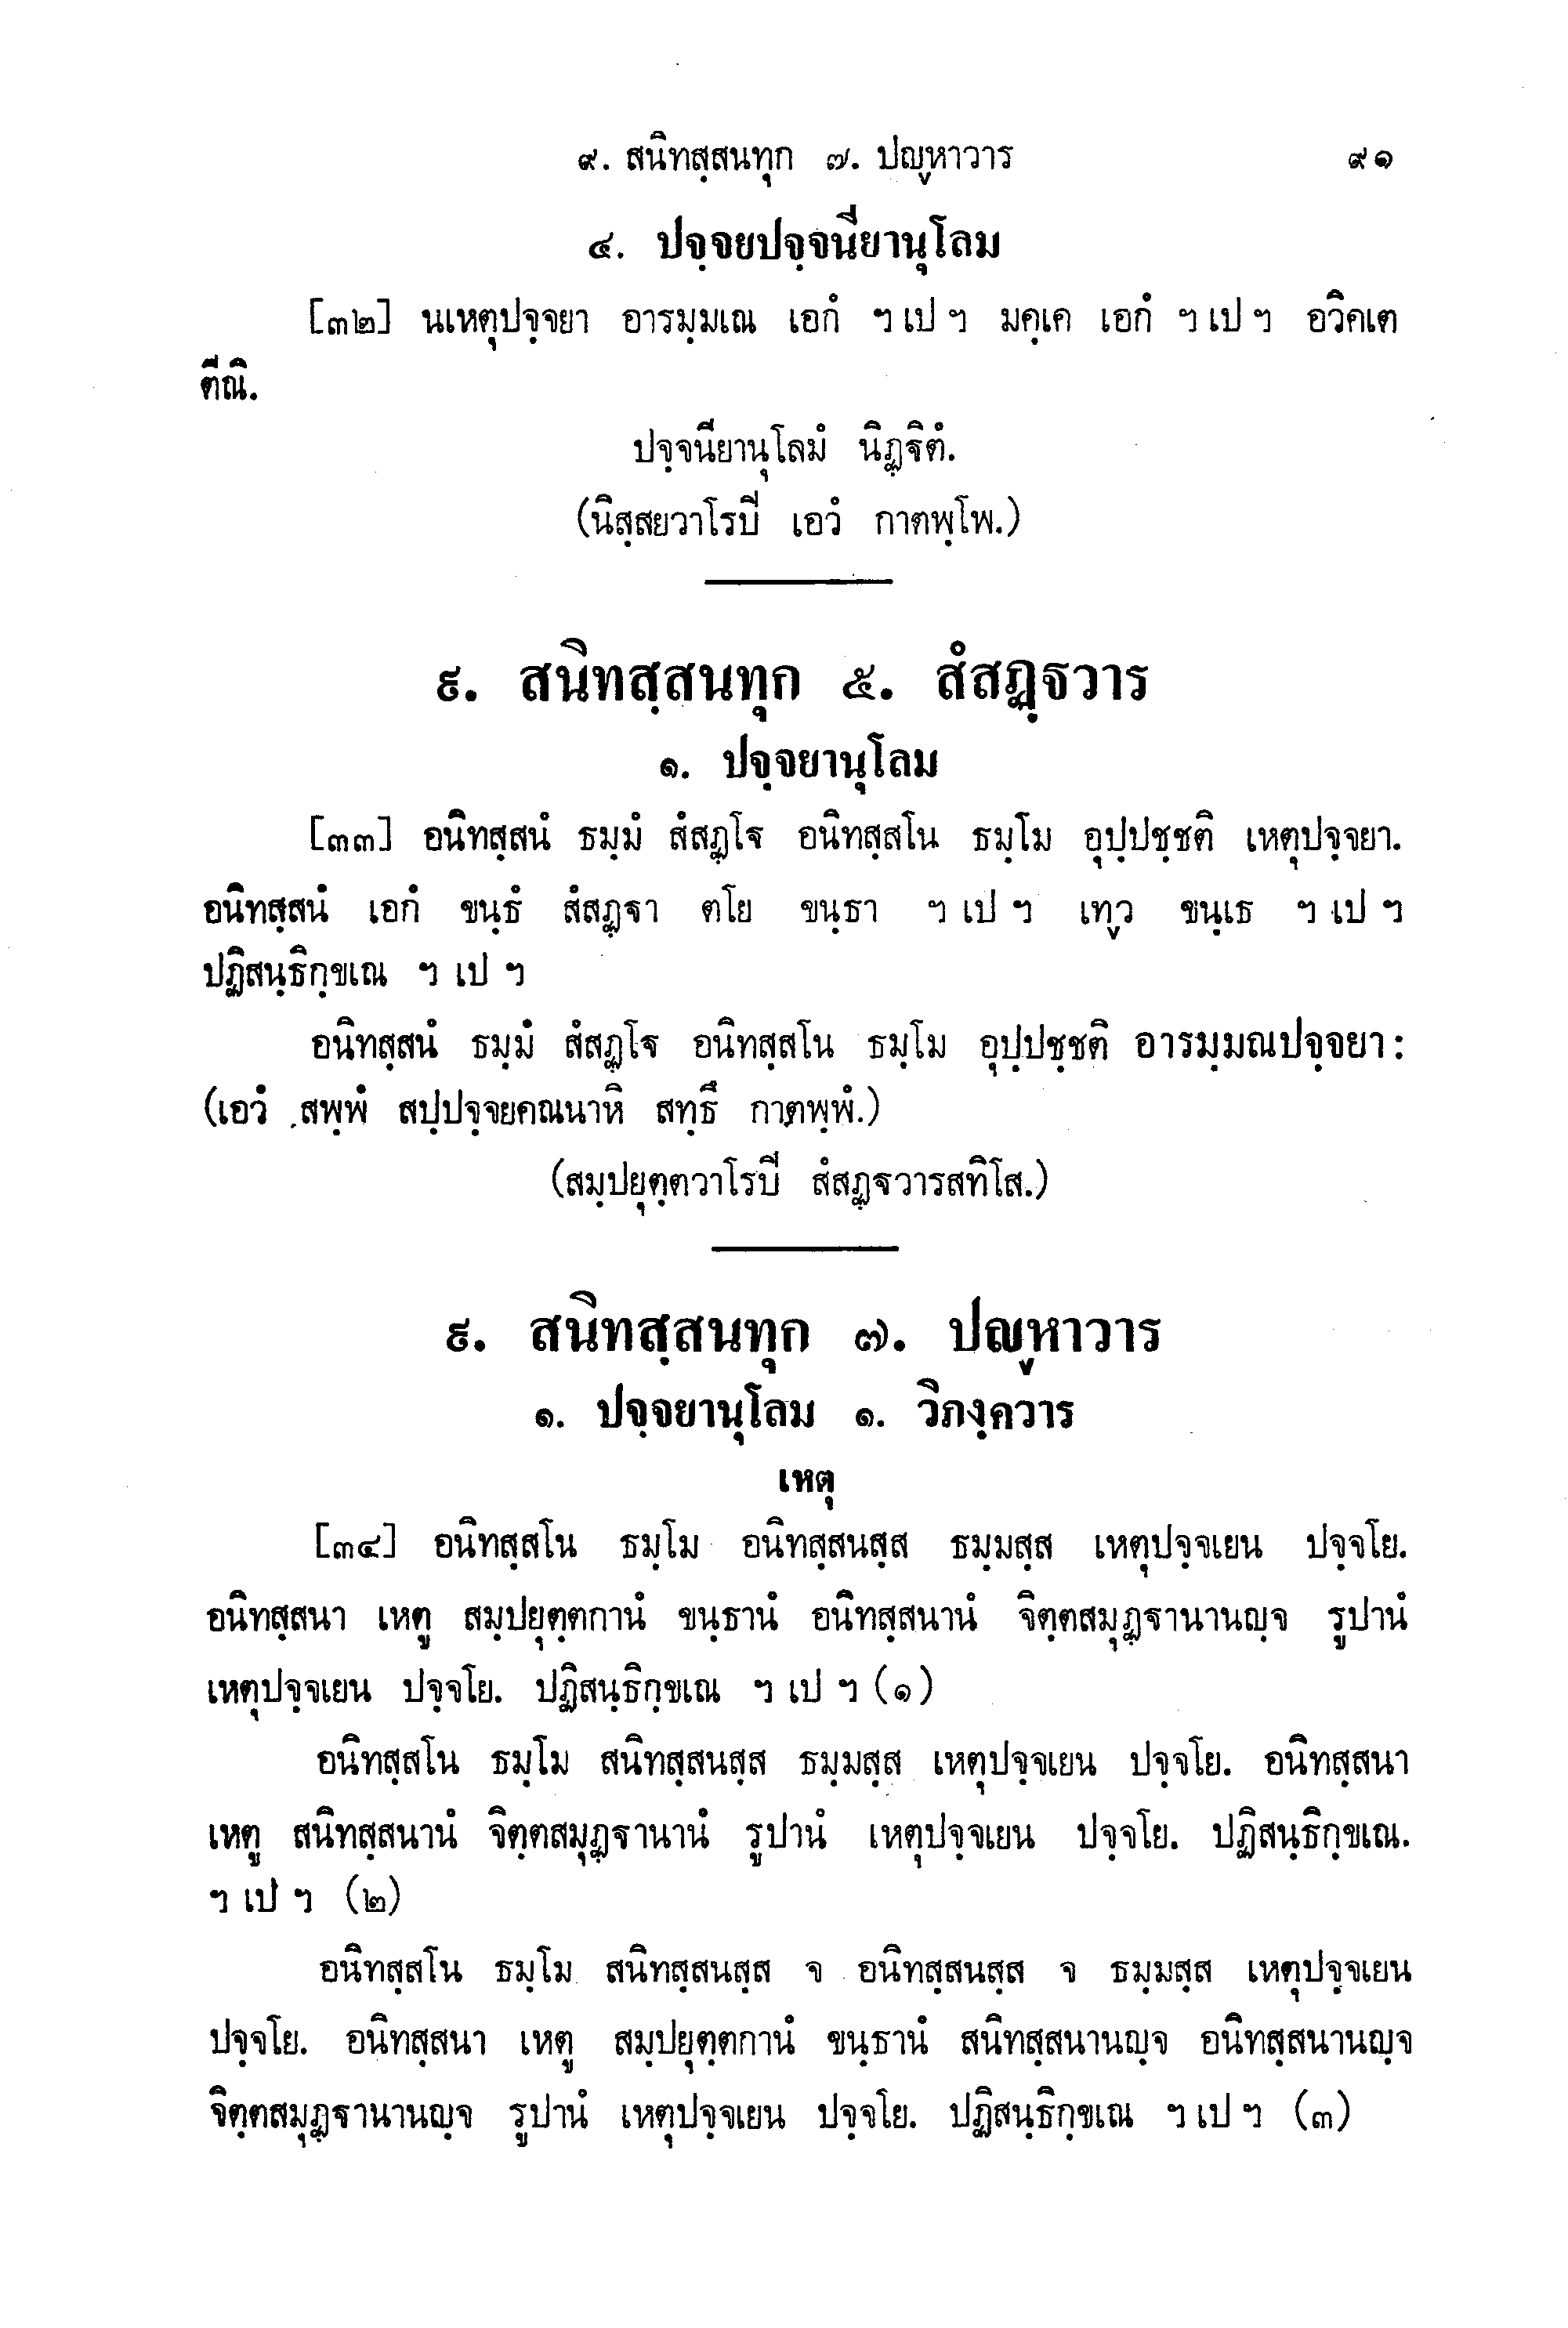 ๙. สนิทสฺสนทุก ๗. ปญฺหาวาร ๙๑
๔. ปจฺจยปจฺจนียานุโลม
[๓๒] นเหตุปจฺจยา อารมฺมเณ เอกํ ฯ เป ฯ มคฺเค เอกํ ฯ เป ฯ อวิคเต
ตีณิ.
ปจฺจนียานุโลมํ นิฏฺฐิตํ.
(นิสฺสยวาโรปี เอวํ กาตพฺโพ.)
๙. สนิทสฺสนทุก ๕. สํสฏฺฐวาร
๑. ปจฺจยานุโลม
[๓๓] อนิทสฺสนํ ธมฺมํ สํสฏฺโฐ อนิทสฺสโน ธมฺโม อุปฺปชฺชติ เหตุปจฺจยา.
อนิทสฺสนํ เอกํ ขนฺธํ สํสฏฺฐา ตโย ขนฺธา ฯ เป ฯ เทฺว ขนฺเธ ฯ เป ฯ
ปฏิสนฺธิกฺขเณ ฯ เป ฯ
อนิทสฺสนํ ธมฺมํ สํสฏฺโฐ อนิทสฺสโน ธมฺโม อุปฺปชฺชติ อารมฺมณปจฺจยา:
(เอวํ สพฺพํ สปฺปจฺจยคณนาหิ สทฺธึ กาตพฺพํ.)
(สมฺปยุตฺตวาโรปี สํสฏฺฐวารสทิโส.)
๙. สนิทสฺสนทุก ๗. ปญฺหาวาร
๑. ปจฺจยานุโลม ๑. วิภงฺควาร
เหตุ
[๓๔] อนิทสฺสโน ธมฺโม อนิทสฺสนสฺส ธมฺมสฺส เหตุปจฺจเยน ปจฺจโย.
อนิทสฺสนา เหตู สมฺปยุตฺตกานํ ขนฺธานํ อนิทสฺสนานํ จิตฺตสมุฏฺฐานานญฺจ รูปานํ
เหตุปจฺจเยน ปจฺจโย. ปฏิสนฺธิกฺขเณ ฯ เป ฯ (๑)
อนิทสฺสโน ธมฺโม สนิทสฺสนสฺส ธมฺมสฺส เหตุปจฺจเยน ปจฺจโย. อนิทสฺสนา
เหตู สนิทสฺสนานํ จิตฺตสมุฏฺฐานานํ รูปานํ เหตุปจฺจเยน ปจฺจโย. ปฏิสนฺธิกฺขเณ.
ฯ เป ฯ (๒)
อนิทสฺสโน ธมฺโม สนิทสฺสนสฺส จ อนิทสฺสนสฺส จ ธมฺมสฺส เหตุปจฺจเยน
ปจฺจโย. อนิทสฺสนา เหตู สมฺปยุตฺตกานํ ขนฺธานํ สนิทสฺสนานญฺจ อนิทสฺสนานญฺจ
จิตฺตสมุฏฺฐานานญฺจ รูปานํ เหตุปจฺจเยน ปจฺจโย. ปฏิสนฺธิกฺขเณ ฯ เป ฯ (๓)